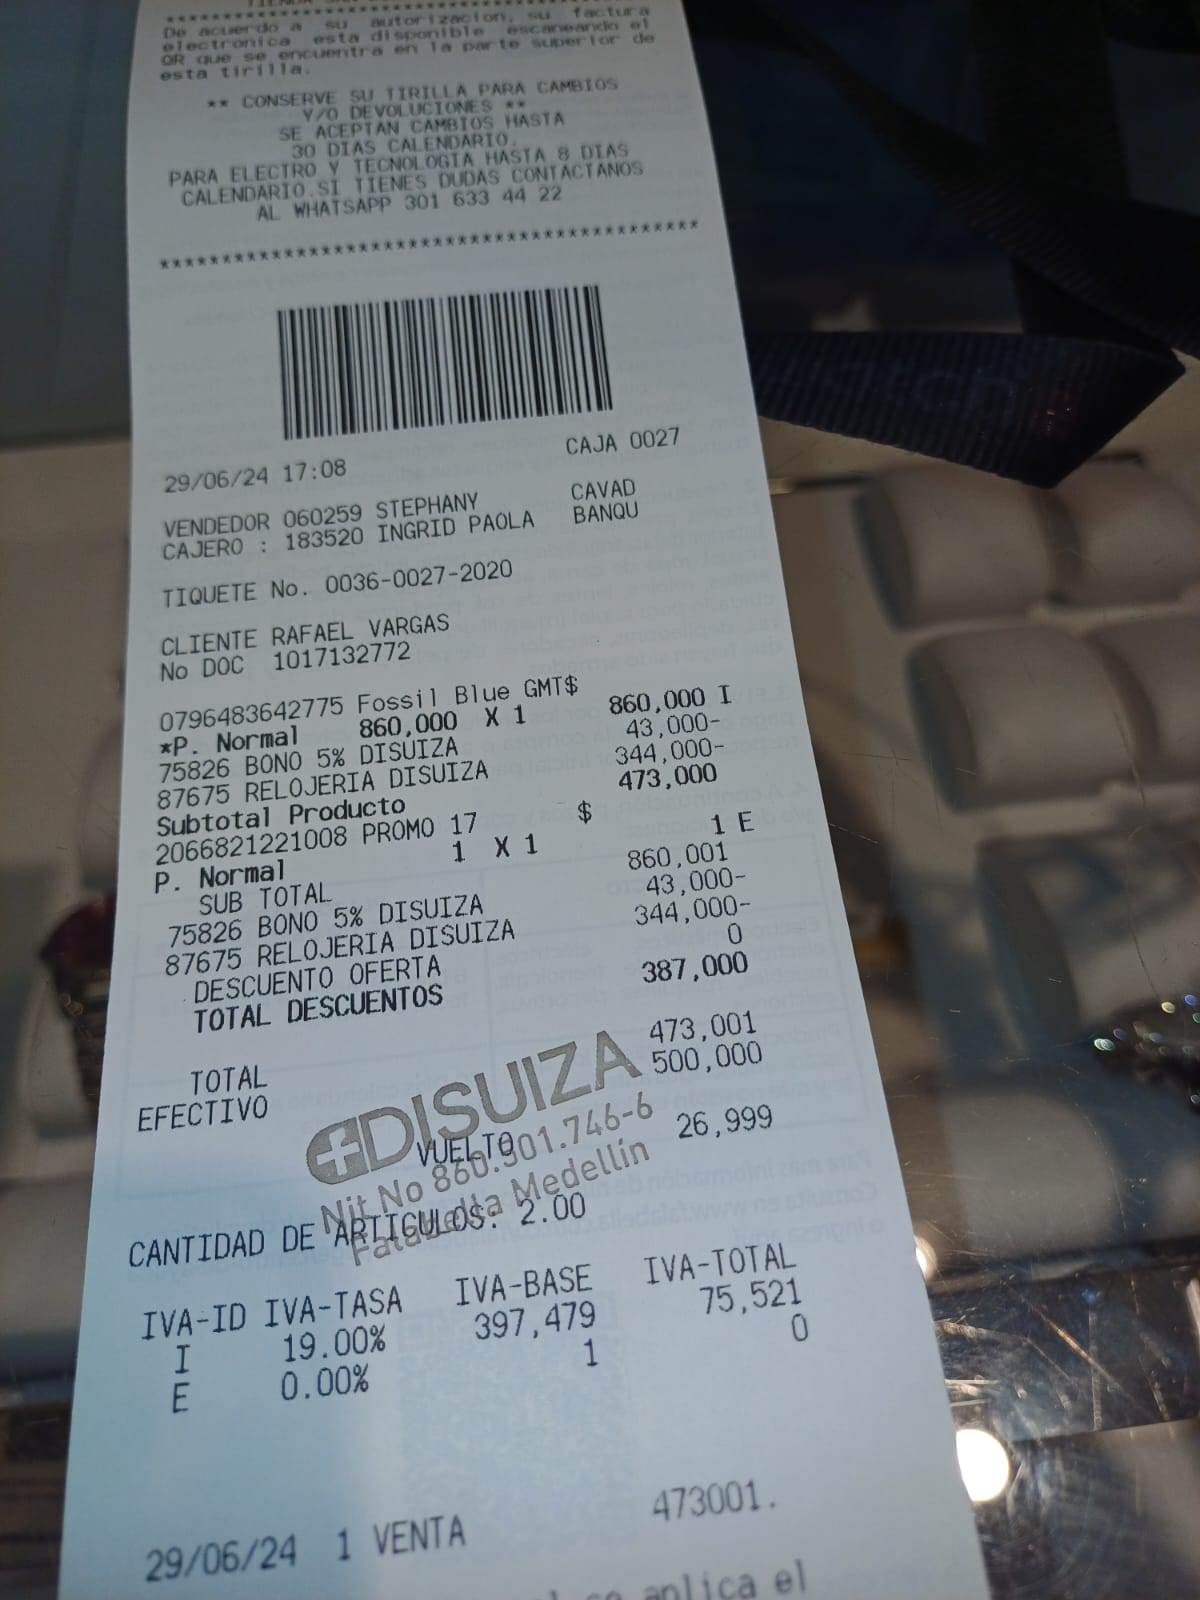 De acuerdo a su autorizacion, su factura
electronica esta disponible escaneando el
QR que se encuentra en la parte superior de
esta tirilla.
** CONSERVE SU TIRILLA PARA CAMBIOS
Y/O DEVOLUCIONES **
SE ACEPTAN CAMBIOS HASTA
30 DIAS CALENDARIO.
PARA ELECTRO Y TECNOLOGIA HASTA 8 DIAS
CALENDARIO.SI TIENES DUDAS CONTACTANOS
AL WHATSAPP 301 633 44 22
*******************************************
29/06/24 17:08 CAJA 0027
VENDEDOR 060259 STEPHANY CAVAD
CAJERO : 183520 INGRID PAOLA BANQU
TIQUETE No. 0036-0027-2020
CLIENTE RAFAEL VARGAS
No DOC 1017132772
0796483642775 Fossil Blue GMT$ 860,000 I
*P. Normal 860,000 X 1
75826 BONO 5% DISUIZA 43,000-
87675 RELOJERIA DISUIZA 344,000-
Subtotal Producto 473,000
2066821221008 PROMO 17 $ 1 E
P. Normal 1 X 1
SUB TOTAL 860,001
75826 BONO 5% DISUIZA 43,000-
87675 RELOJERIA DISUIZA 344,000-
DESCUENTO OFERTA 0
TOTAL DESCUENTOS 387,000
TOTAL 473,001
EFECTIVO 500,000
DISUIZA
VUELTO 26,999
Nit No 860.901.746-6
Falabella Medellín
CANTIDAD DE ARTICULOS: 2.00
IVA-ID IVA-TASA IVA-BASE IVA-TOTAL
I 19.00% 397,479 75,521
E 0.00% 1 0
29/06/24 1 VENTA 473001.
se aplica el